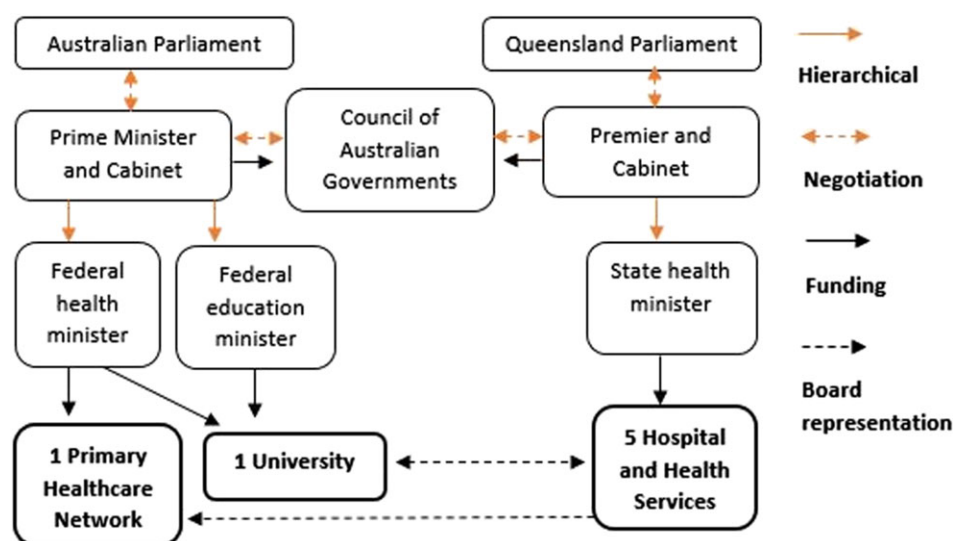 Australian Parliament
Queensland Parliament
Hierarchical
Prime Minister
and Cabinet
Council of
Australian
Governments
Premier and
Cabinet
Negotiation
Federal
health
minister
Federal
education
minister
State health
minister
Funding
Board
representation
1 Primary
Healthcare
Network
1 University
5 Hospital
and Health
Services